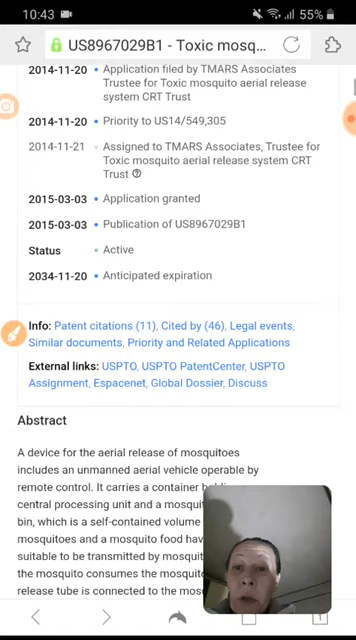 10:43
55%
US8967029B1 - Toxic mosq...
2014-11-20 Application filed by TMARS Associates
Trustee for Toxic mosquito aerial release
system CRT Trust
2014-11-20 Priority to US14/549,305
2014-11-21 Assigned to TMARS Associates, Trustee for
Toxic mosquito aerial release system CRT
Trust
2015-03-03 Application granted
2015-03-03 Publication of US8967029B1
Status Active
2034-11-20 Anticipated expiration
Info: Patent citations (11), Cited by (46), Legal events,
Similar documents, Priority and Related Applications
External links: USPTO, USPTO PatentCenter, USPTO
Assignment, Espacenet, Global Dossier, Discuss
Abstract
A device for the aerial release of mosquitoes
includes an unmanned aerial vehicle operable by
remote control. It carries a container
central processing unit and a
bin, which is a self-contained volume
mosquitoes and a mosquito food
suitable to be transmitted by
the mosquito consumes the
release tube is connected to the
1